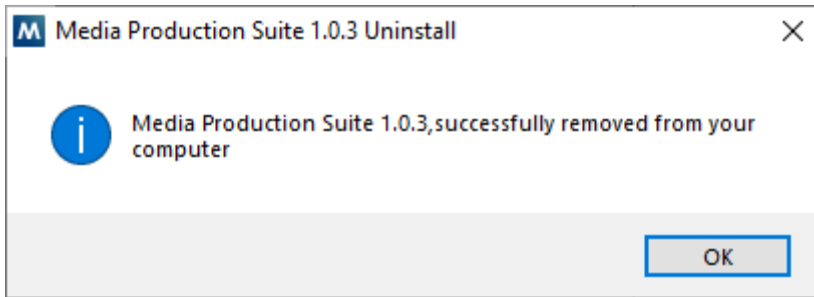 M Media Production Suite 1.0.3 Uninstall
i
Media Production Suite 1.0.3,successfully removed from your
computer
OK